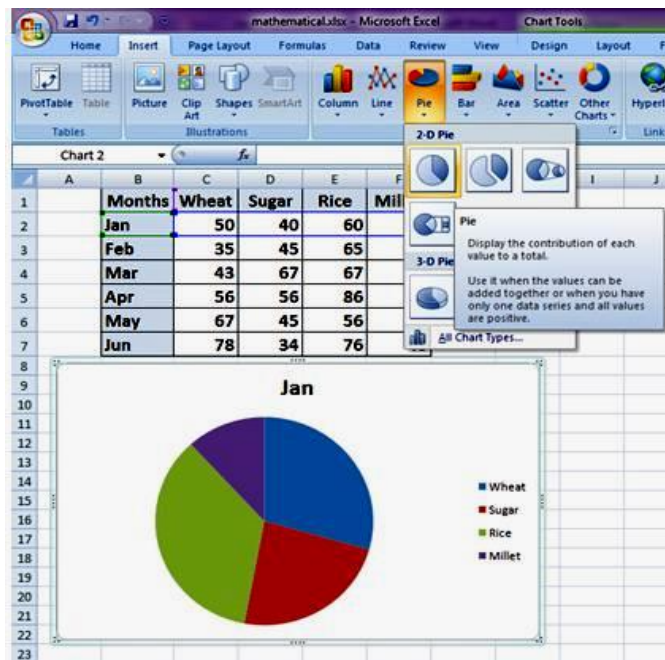 mathematical.xlsx - Microsoft Excel Chart Tools
Home Insert Page Layout Formulas Data Review View Design Layout
PivotTable Table Picture Clip Art Shapes SmartArt Column Line Pie Bar Area Scatter Other Charts
Tables Illustrations
2-D Pie
Chart 2 fx
A B C D E F I J
1 Months Wheat Sugar Rice
2 Jan 50 40 60
3 Feb 35 45 65
4 Mar 43 67 67
5 Apr 56 56 86
6 May 67 45 56
7 Jun 78 34 76
Pie
Display the contribution of each
value to a total.
Use it when the values can be
added together or when you have
only one data series and all values
are positive.
3-D Pie
All Chart Types...
8
9
10
11
12
13
14
15
16
17
18
19
20
21
22
23
Jan
Wheat
Sugar
Rice
Millet